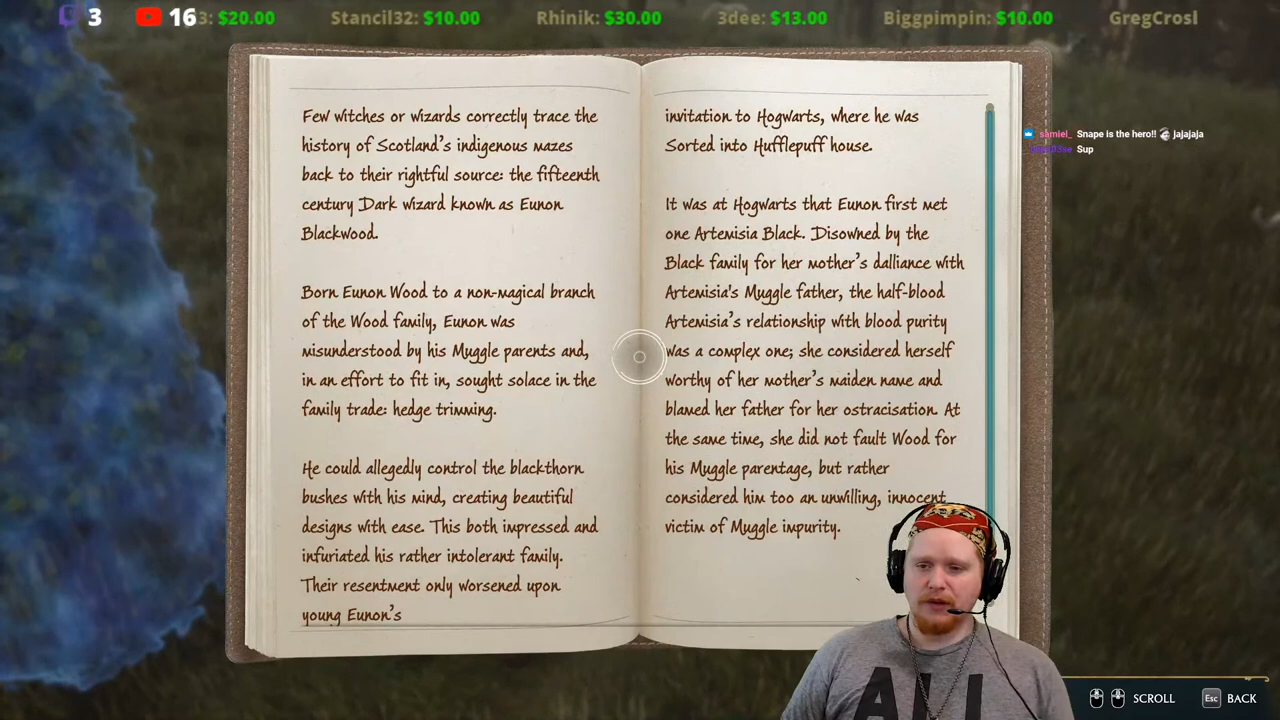 3 16 3: $20.00 Stancil32: $10.00 Rhinik: $30.00 3dee: $13.00 Biggpimpin: $10.00 GregCrosl
Few witches or wizards correctly trace the
history of Scotland's indigenous mazes
back to their rightful source: the fifteenth
century Dark wizard known as Eunon
Blackwood.
Born Eunon Wood to a non-magical branch
of the Wood family, Eunon was
misunderstood by his Muggle parents and,
in an effort to fit in, sought solace in the
family trade: hedge trimming.
He could allegedly control the blackthorn
bushes with his mind, creating beautiful
designs with ease. This both impressed and
infuriated his rather intolerant family.
Their resentment only worsened upon
young Eunon's
invitation to Hogwarts, where he was
Sorted into Hufflepuff house.
It was at Hogwarts that Eunon first met
one Artemisia Black. Disowned by the
Black family for her mother's dalliance with
Artemisia's Muggle father, the half-blood
Artemisia's relationship with blood purity
was a complex one; she considered herself
worthy of her mother's maiden name and
blamed her father for her ostracisation. At
the same time, she did not fault Wood for
his Muggle parentage, but rather
considered him too an unwilling, innocent
victim of Muggle impurity.
samiel_ Snape is the hero!! jajajaja
Sup
ALL
SCROLL Esc BACK